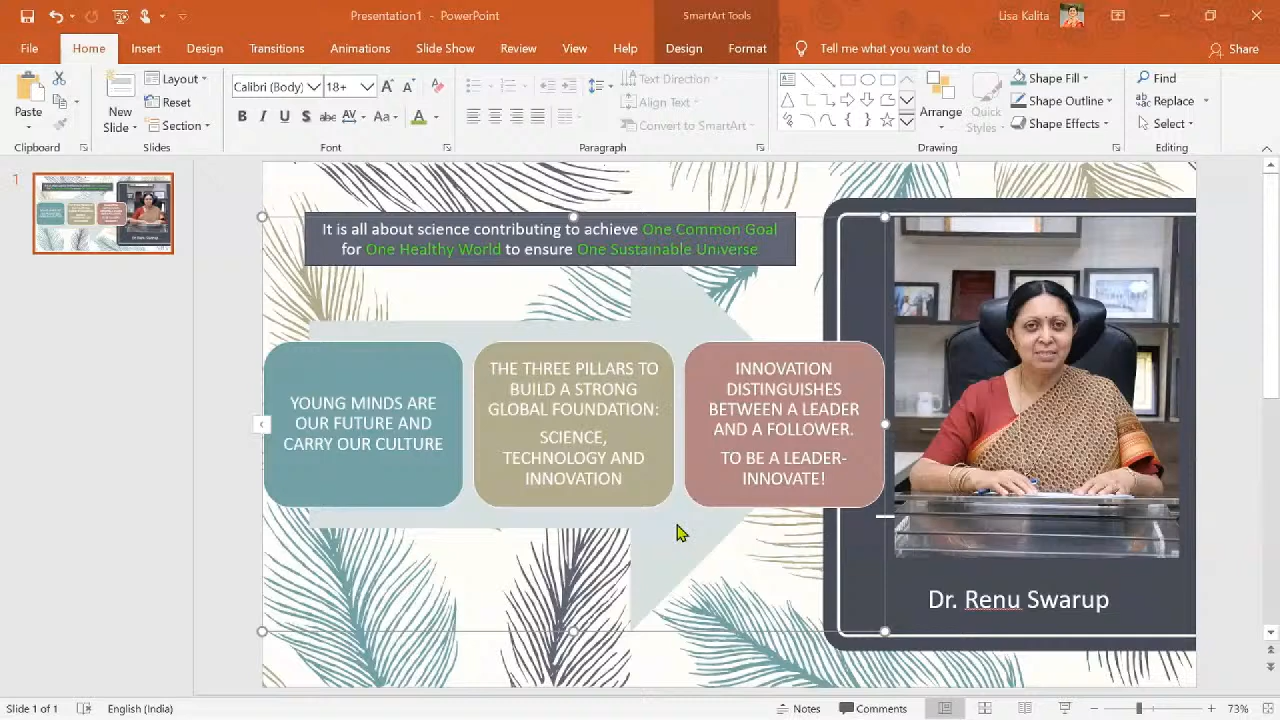 Presentation1 - PowerPoint
SmartArt Tools
Lisa Kalita
File Home Insert Design Transitions Animations Slide Show Review View Help Design Format Tell me what you want to do Share
Paste
Clipboard
New
Slide
Layout
Reset
Section
Slides
Calibri (Body) 18+ A A
B I U S abc AV Aa A
Font
Text Direction
Align Text
Convert to SmartArt
Paragraph
Arrange
Quick
Styles
Shape Fill
Shape Outline
Shape Effects
Drawing
Find
Replace
Select
Editing
1
It is all about science contributing to achieve One Common Goal
for One Healthy World to ensure One Sustainable Universe
YOUNG MINDS ARE
OUR FUTURE AND
CARRY OUR CULTURE
THE THREE PILLARS TO
BUILD A STRONG
GLOBAL FOUNDATION:
SCIENCE,
TECHNOLOGY AND
INNOVATION
INNOVATION
DISTINGUISHES
BETWEEN A LEADER
AND A FOLLOWER.
TO BE A LEADER-
INNOVATE!
Dr. Renu Swarup
Slide 1 of 1 English (India) Notes Comments 73%